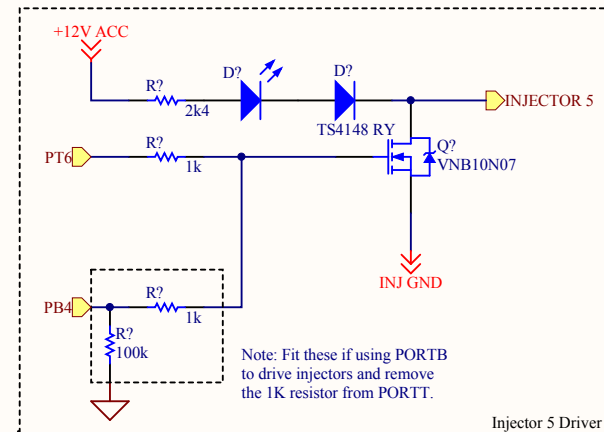 +12V ACC
R?
2k4
D?
D?
TS4148 RY
INJECTOR 5
PT6
R?
1k
Q?
VNB10N07
INJ GND
PB4
R?
1k
R?
100k
Note: Fit these if using PORTB
to drive injectors and remove
the 1K resistor from PORTT.
Injector 5 Driver